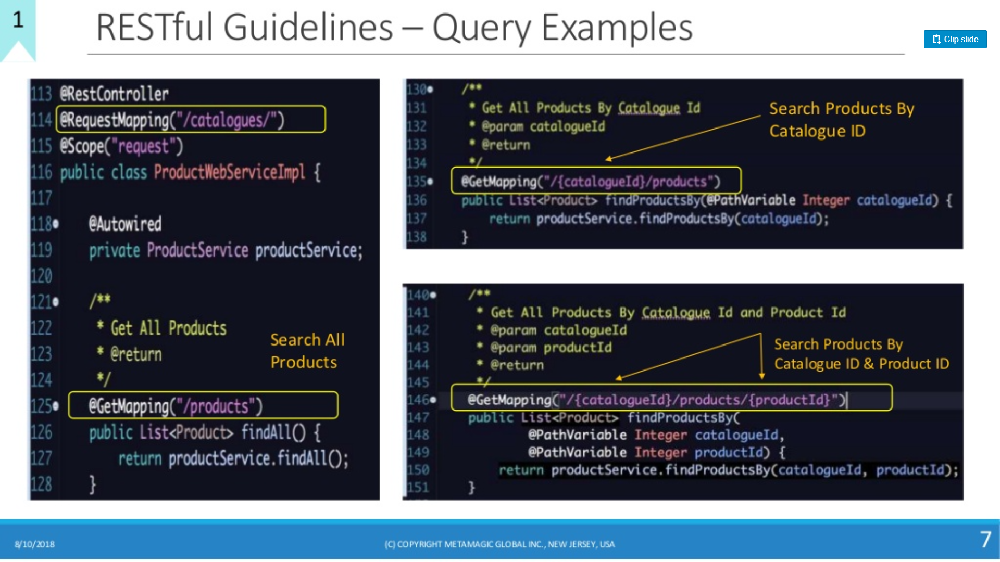 1
RESTful Guidelines – Query Examples
Clip slide
113 @RestController
114 @RequestMapping("/catalogues/")
115 @Scope("request")
116 public class ProductWebServiceImpl {
117
118 @Autowired
119 private ProductService productService;
120
121 /**
122 * Get All Products
123 * @return
124 */
Search All
Products
125 @GetMapping("/products")
126 public List<Product> findAll() {
127 return productService.findAll();
128 }
130 /**
131 * Get All Products By Catalogue Id
132 * @param catalogueId
133 * @return
134 */
Search Products By
Catalogue ID
135 @GetMapping("/{catalogueId}/products")
136 public List<Product> findProductsBy(@PathVariable Integer catalogueId) {
137 return productService.findProductsBy(catalogueId);
138 }
140 /**
141 * Get All Products By Catalogue Id and Product Id
142 * @param catalogueId
143 * @param productId
144 * @return
145 */
Search Products By
Catalogue ID & Product ID
146 @GetMapping("/{catalogueId}/products/{productId}")
147 public List<Product> findProductsBy(
148 @PathVariable Integer catalogueId,
149 @PathVariable Integer productId) {
150 return productService.findProductsBy(catalogueId, productId);
151 }
8/10/2018
(C) COPYRIGHT METAMAGIC GLOBAL INC., NEW JERSEY, USA
7